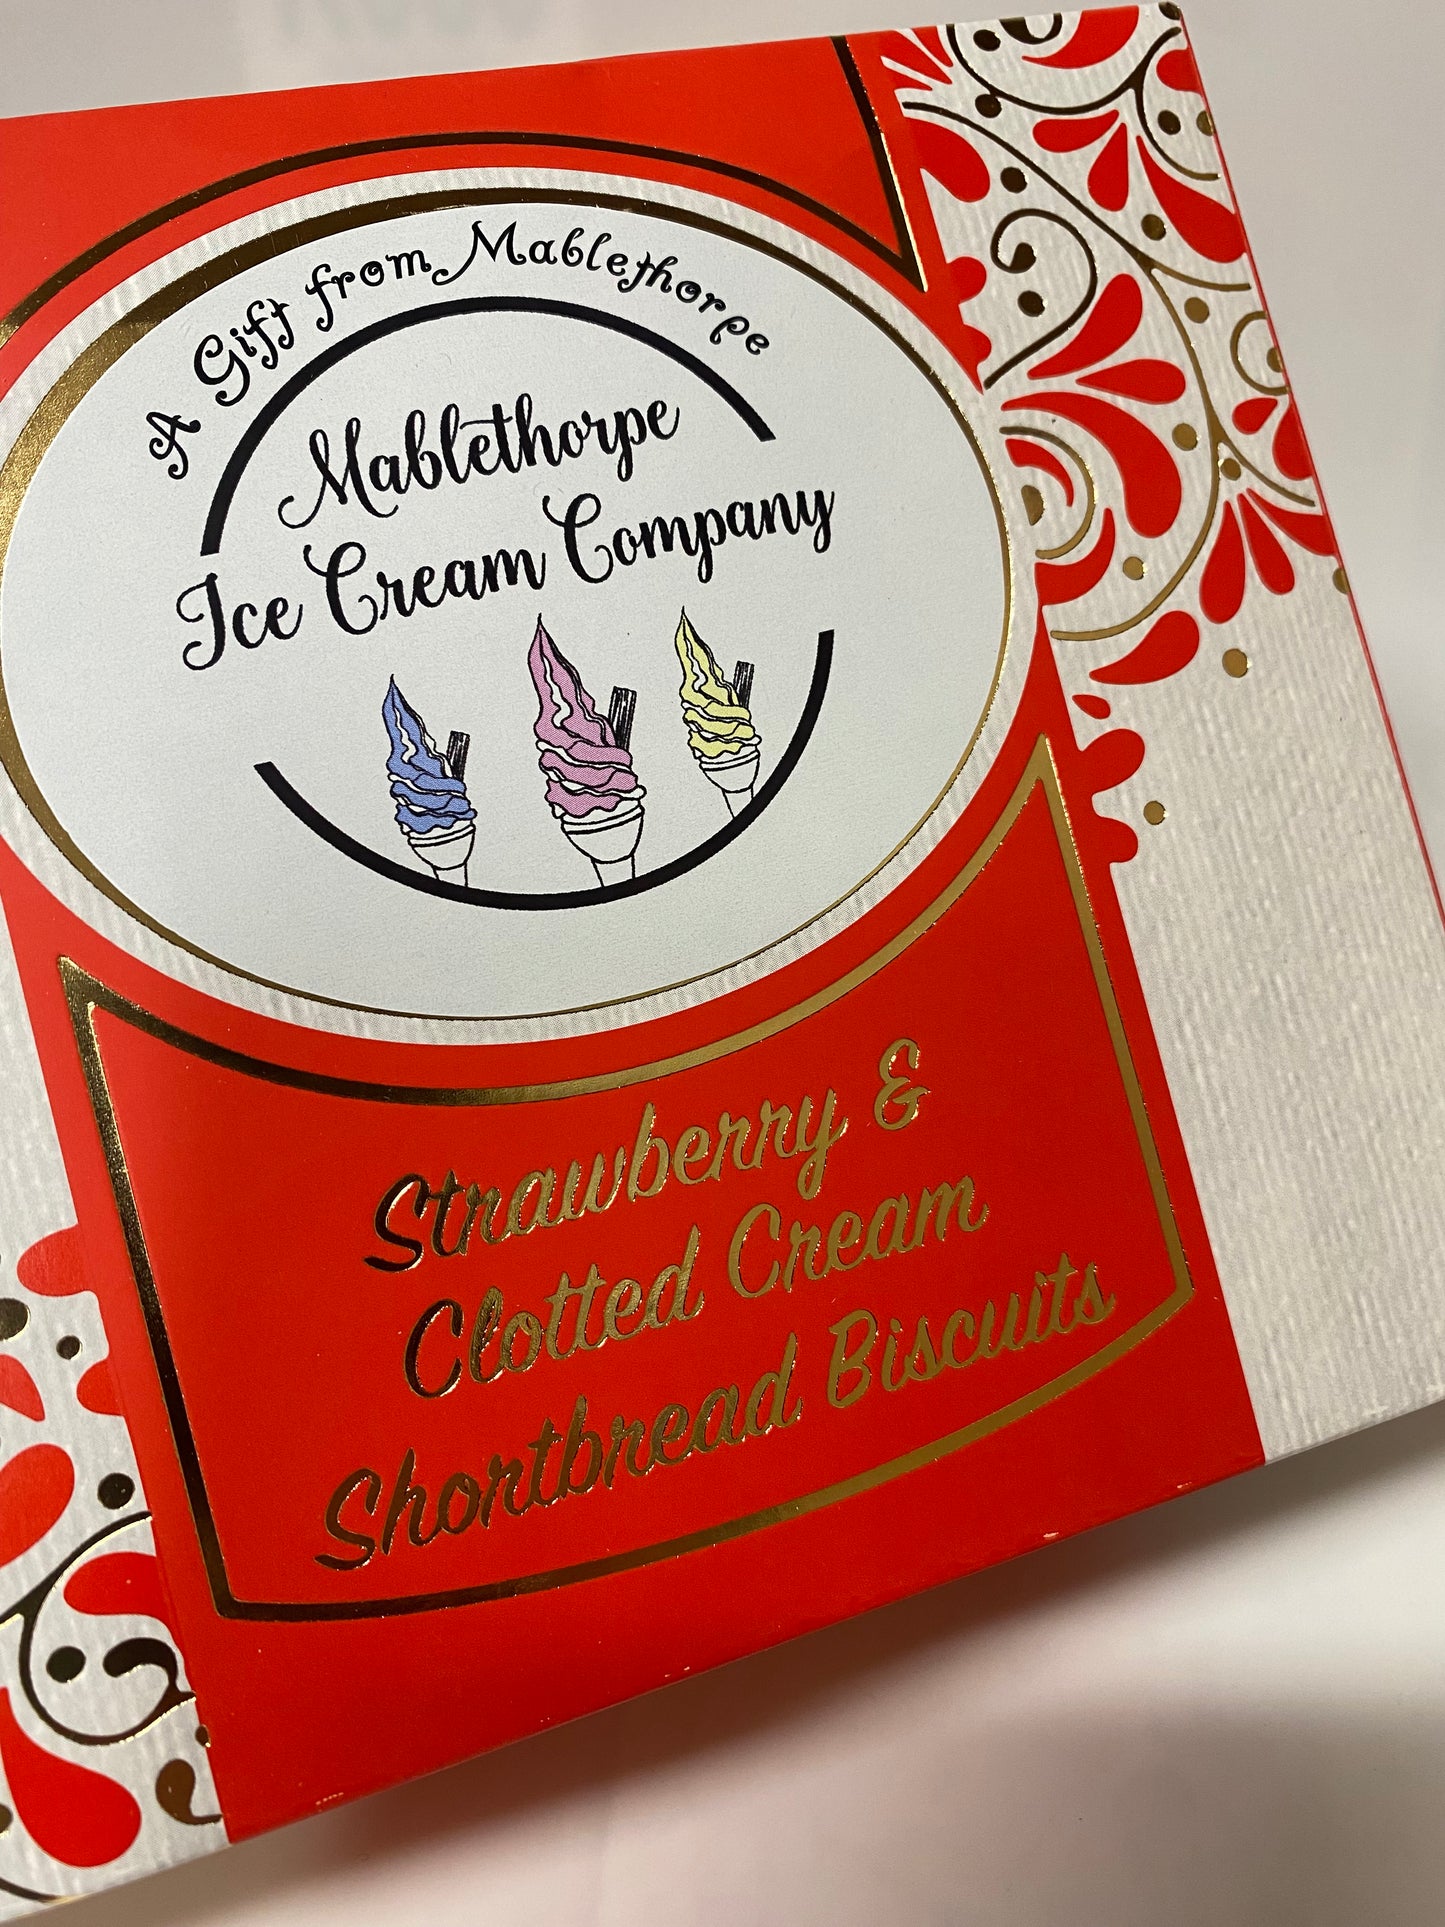 A Gift from Mablethorpe
Mablethorpe
Ice Cream Company
Strawberry &
Clotted Cream
Shortbread Biscuits